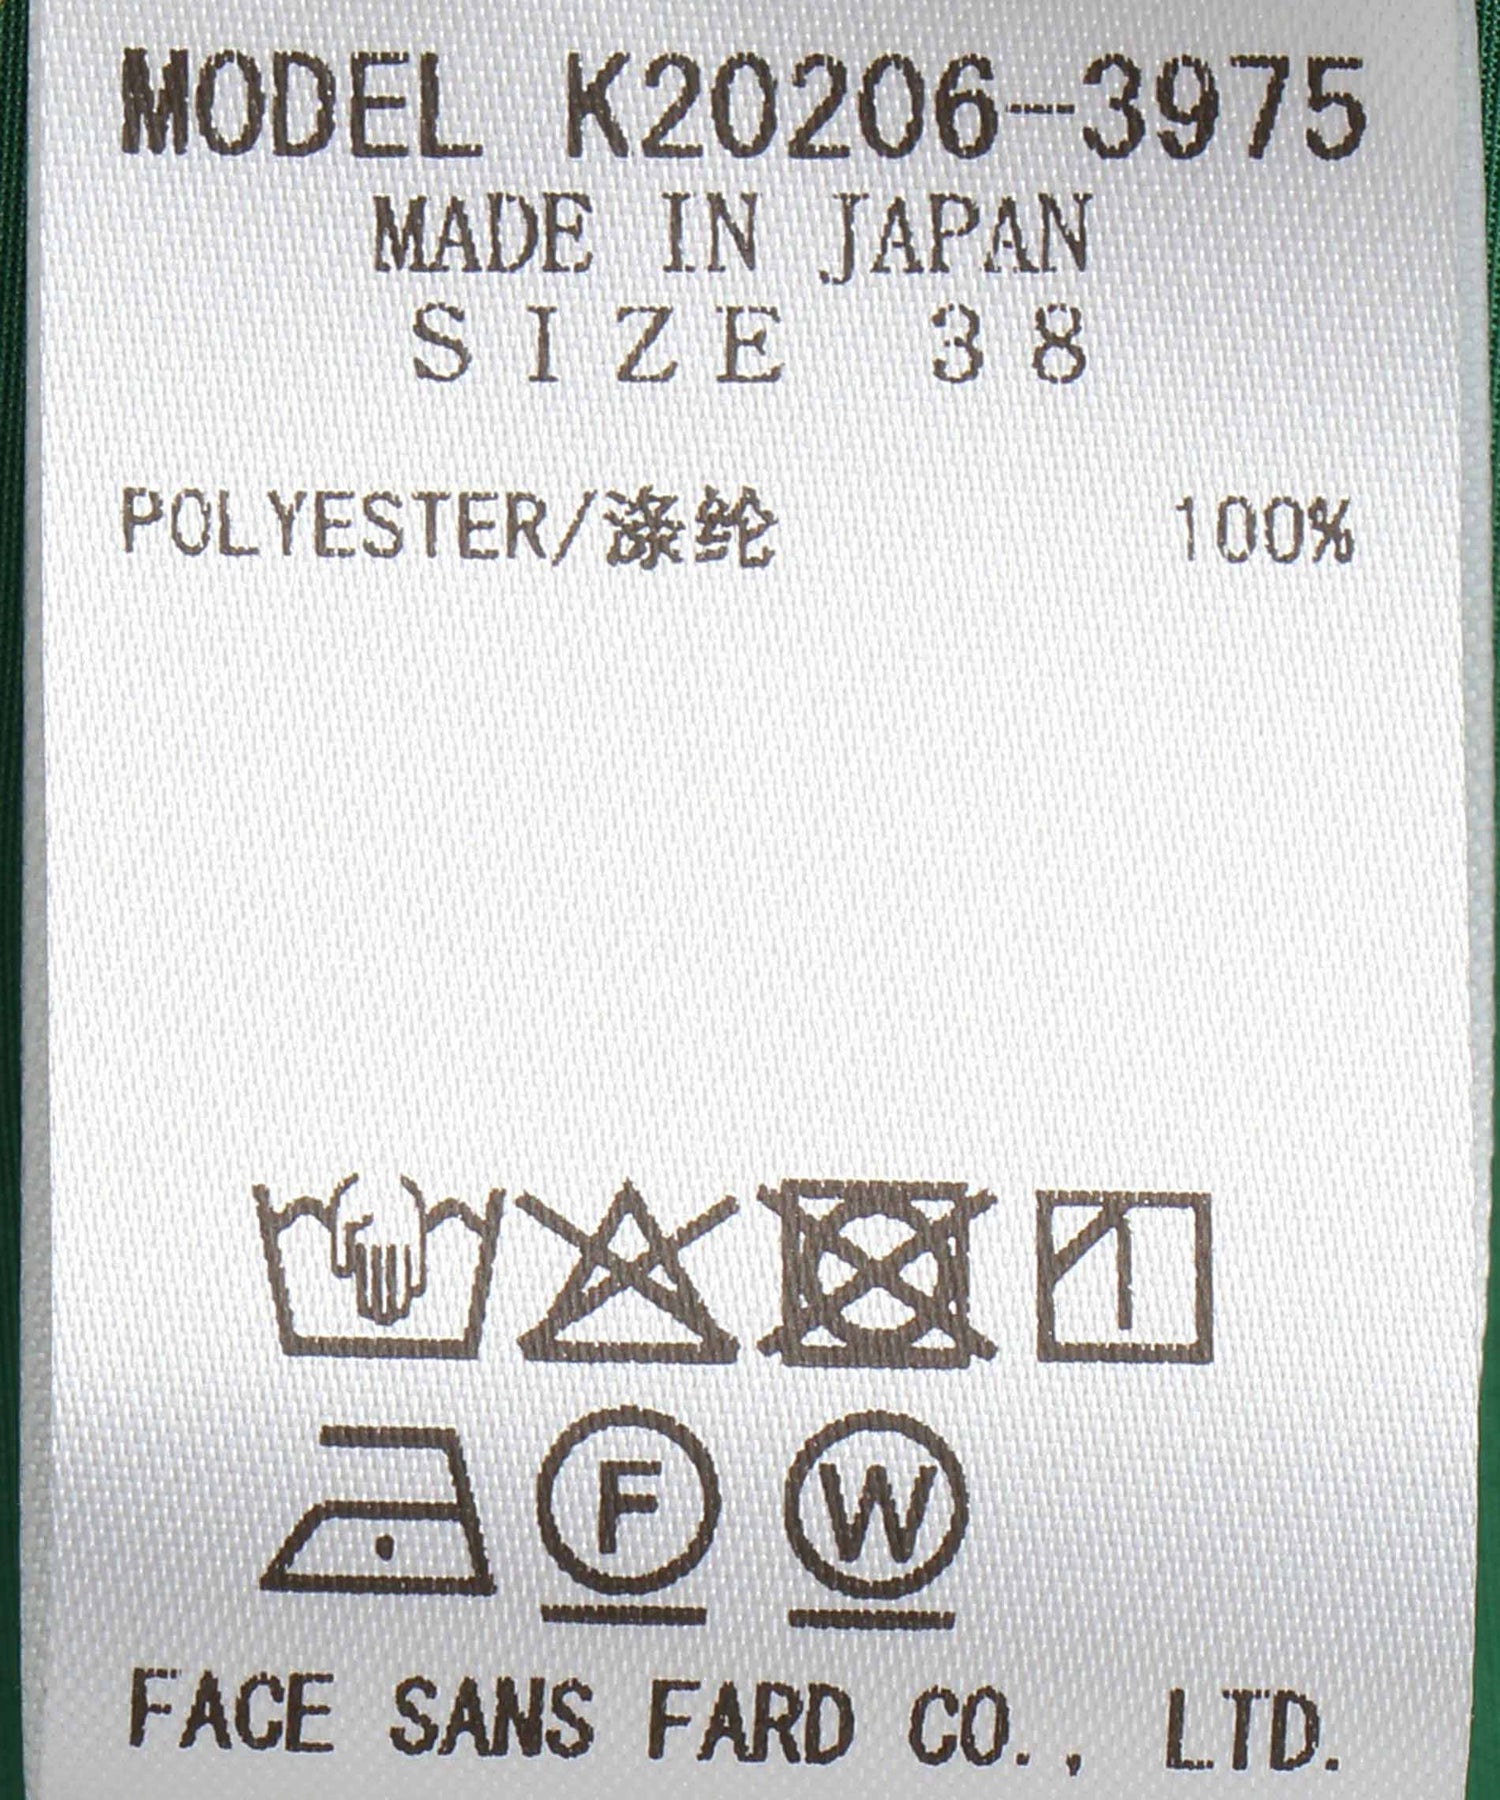 MODEL K20206-3975
MADE IN JAPAN
SIZE 38
POLYESTER/涤纶 100%
F W
FACE SANS FARD CO., LTD.